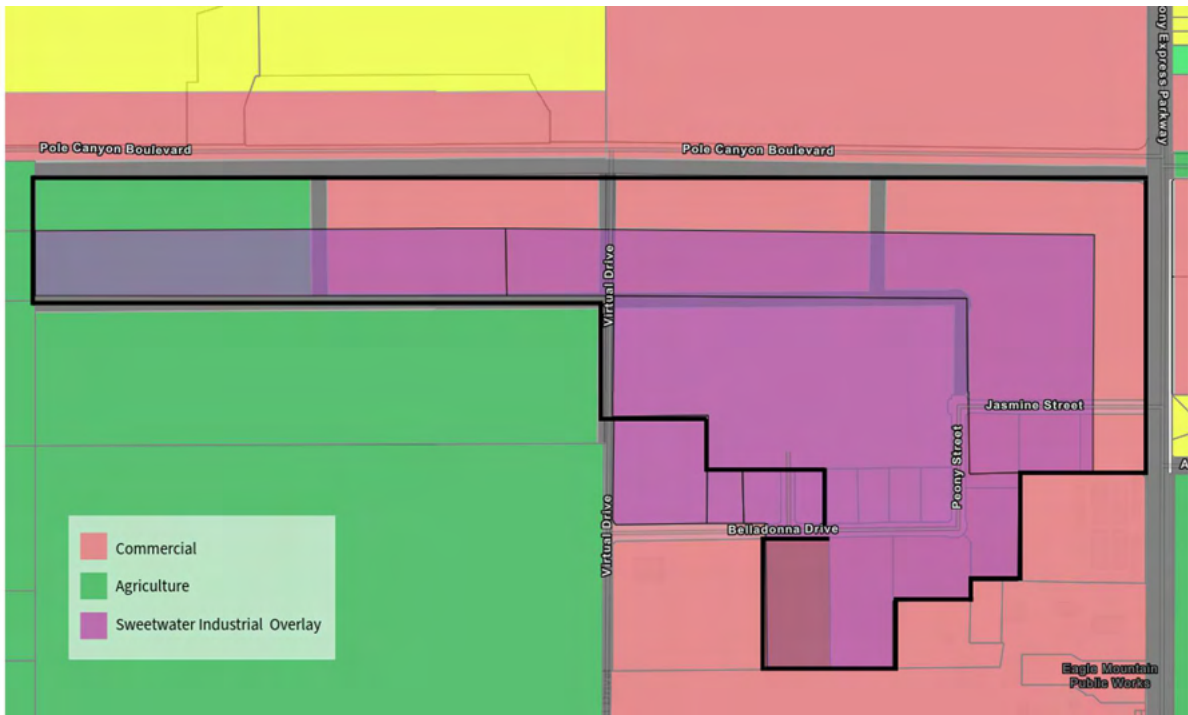 ony Express Parkway
Pole Canyon Boulevard
Pole Canyon Boulevard
Virtual Drive
Jasmine Street
Peony Street
A
Virtual Drive
Belladonna Drive
Commercial
Agriculture
Sweetwater Industrial Overlay
Eagle Mountain
Public Works